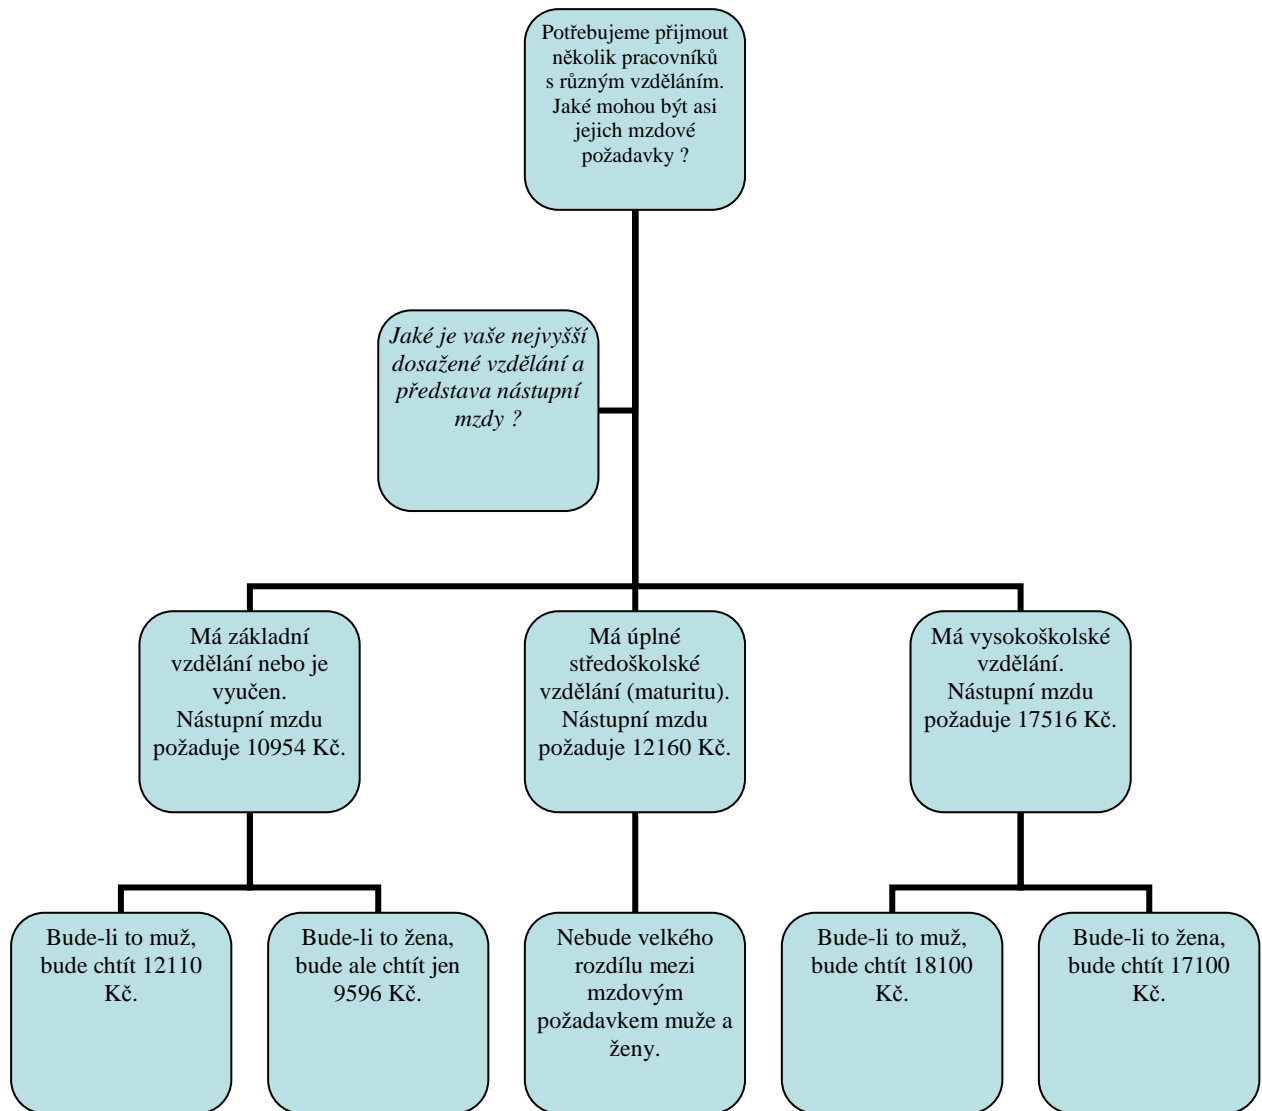 Potřebujeme přijmout
několik pracovníků
s různým vzděláním.
Jaké mohou být asi
jejich mzdové
požadavky ?
Jaké je vaše nejvyšší
dosažené vzdělání a
představa nástupní
mzdy ?
Má základní
vzdělání nebo je
vyučen.
Nástupní mzdu
požaduje 10954 Kč.
Má úplné
středoškolské
vzdělání (maturitu).
Nástupní mzdu
požaduje 12160 Kč.
Má vysokoškolské
vzdělání.
Nástupní mzdu
požaduje 17516 Kč.
Bude-li to muž,
bude chtít 12110
Kč.
Bude-li to žena,
bude ale chtít jen
9596 Kč.
Nebude velkého
rozdílu mezi
mzdovým
požadavkem muže a
ženy.
Bude-li to muž,
bude chtít 18100
Kč.
Bude-li to žena,
bude chtít 17100
Kč.